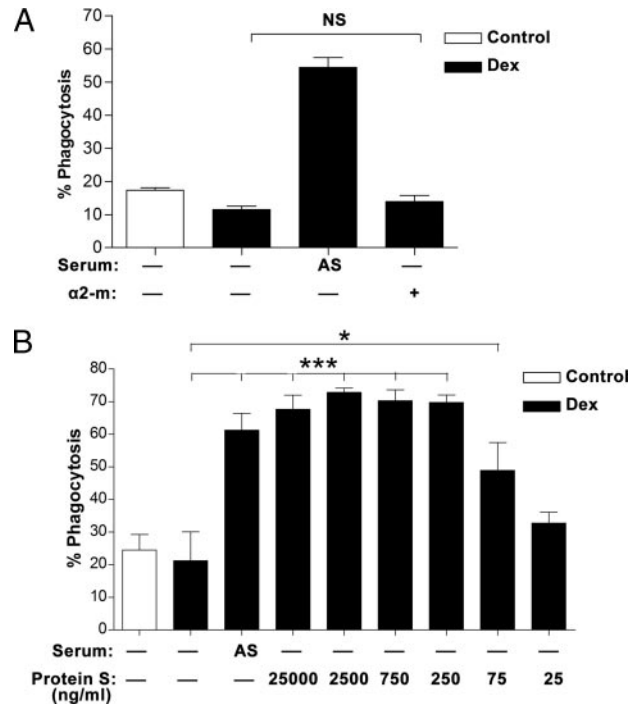 A
NS
Control
Dex
% Phagocytosis
70
60
50
40
30
20
10
0
Serum: — — AS —
α2-m: — — — +
B
*
***
Control
Dex
% Phagocytosis
80
70
60
50
40
30
20
10
0
Serum: — — AS — — — — — —
Protein S: — — — 25000 2500 750 250 75 25
(ng/ml)